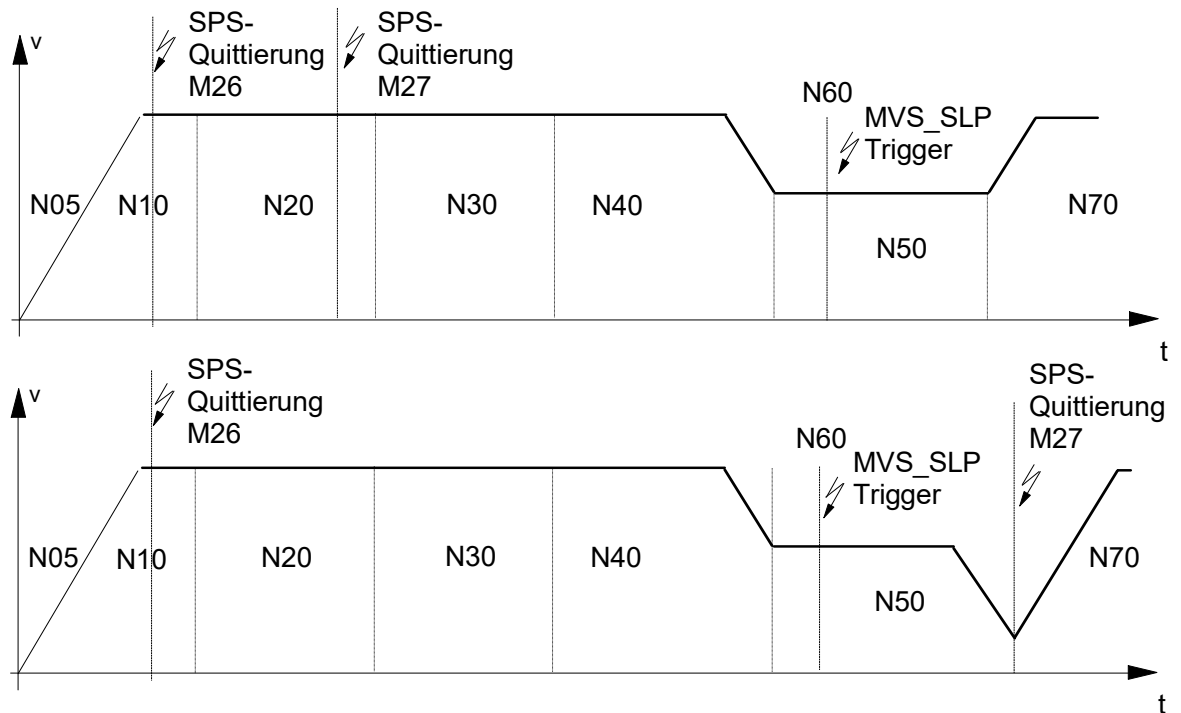 SPS-
Quittierung
M26
SPS-
Quittierung
M27
v
N60
MVS_SLP
Trigger
N05
N10
N20
N30
N40
N70
N50
t
SPS-
Quittierung
M26
SPS-
Quittierung
M27
v
N60
MVS_SLP
Trigger
N05
N10
N20
N30
N40
N70
N50
t